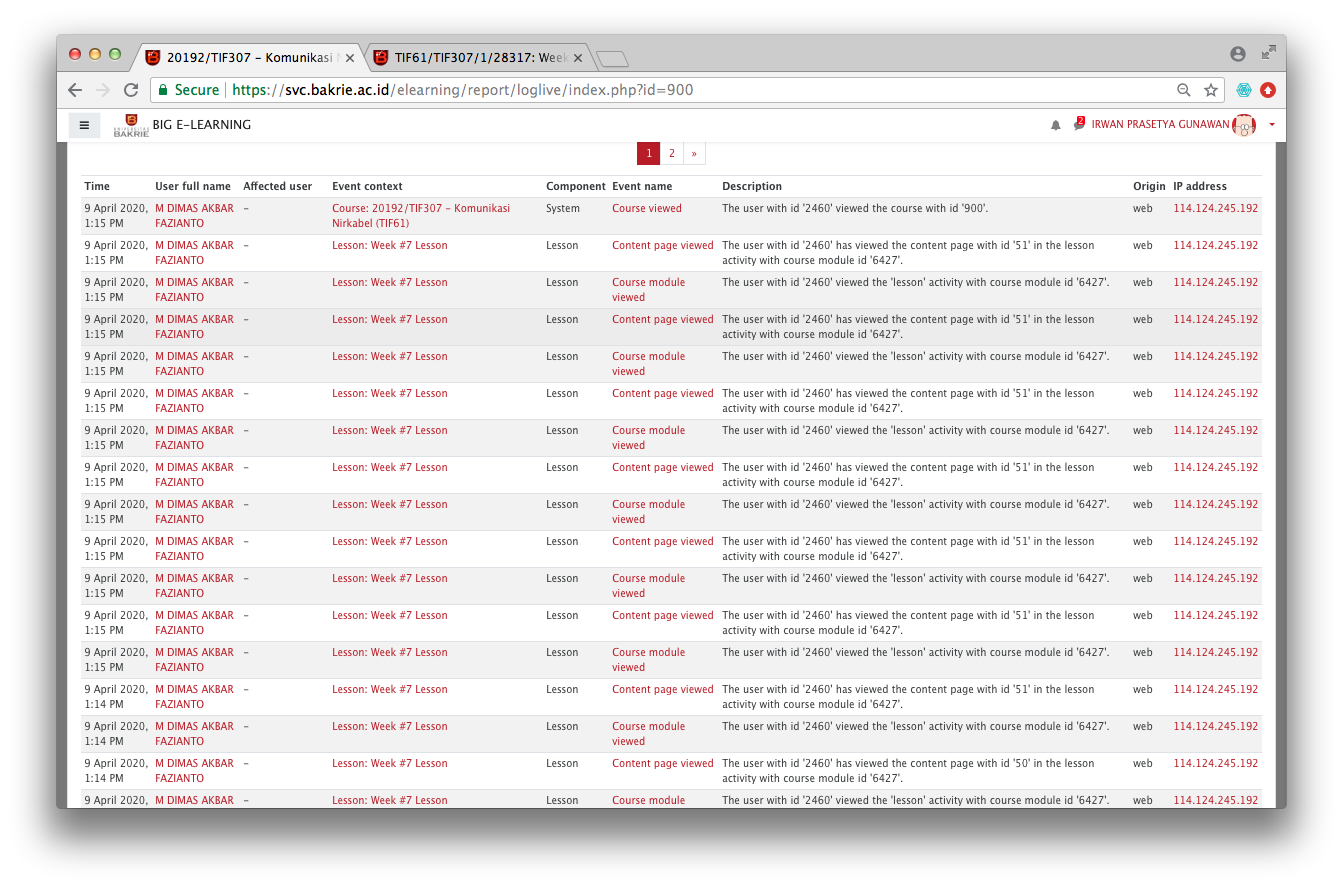 20192/TIF307 – Komunikasi N
TIF61/TIF307/1/28317: Week
Secure
https://svc.bakrie.ac.id/elearning/report/loglive/index.php?id=900
UNIVERSITAS
BAKRIE
BIG E-LEARNING
2
IRWAN PRASETYA GUNAWAN
1 2 »
Time User full name Affected user Event context Component Event name Description Origin IP address
9 April 2020, M DIMAS AKBAR – Course: 20192/TIF307 – Komunikasi System Course viewed The user with id '2460' viewed the course with id '900'. web 114.124.245.192
1:15 PM FAZIANTO Nirkabel (TIF61)
9 April 2020, M DIMAS AKBAR – Lesson: Week #7 Lesson Lesson Content page viewed The user with id '2460' has viewed the content page with id '51' in the lesson web 114.124.245.192
1:15 PM FAZIANTO activity with course module id '6427'.
9 April 2020, M DIMAS AKBAR – Lesson: Week #7 Lesson Lesson Course module The user with id '2460' viewed the 'lesson' activity with course module id '6427'. web 114.124.245.192
1:15 PM FAZIANTO viewed
9 April 2020, M DIMAS AKBAR – Lesson: Week #7 Lesson Lesson Content page viewed The user with id '2460' has viewed the content page with id '51' in the lesson web 114.124.245.192
1:15 PM FAZIANTO activity with course module id '6427'.
9 April 2020, M DIMAS AKBAR – Lesson: Week #7 Lesson Lesson Course module The user with id '2460' viewed the 'lesson' activity with course module id '6427'. web 114.124.245.192
1:15 PM FAZIANTO viewed
9 April 2020, M DIMAS AKBAR – Lesson: Week #7 Lesson Lesson Content page viewed The user with id '2460' has viewed the content page with id '51' in the lesson web 114.124.245.192
1:15 PM FAZIANTO activity with course module id '6427'.
9 April 2020, M DIMAS AKBAR – Lesson: Week #7 Lesson Lesson Course module The user with id '2460' viewed the 'lesson' activity with course module id '6427'. web 114.124.245.192
1:15 PM FAZIANTO viewed
9 April 2020, M DIMAS AKBAR – Lesson: Week #7 Lesson Lesson Content page viewed The user with id '2460' has viewed the content page with id '51' in the lesson web 114.124.245.192
1:15 PM FAZIANTO activity with course module id '6427'.
9 April 2020, M DIMAS AKBAR – Lesson: Week #7 Lesson Lesson Course module The user with id '2460' viewed the 'lesson' activity with course module id '6427'. web 114.124.245.192
1:15 PM FAZIANTO viewed
9 April 2020, M DIMAS AKBAR – Lesson: Week #7 Lesson Lesson Content page viewed The user with id '2460' has viewed the content page with id '51' in the lesson web 114.124.245.192
1:15 PM FAZIANTO activity with course module id '6427'.
9 April 2020, M DIMAS AKBAR – Lesson: Week #7 Lesson Lesson Course module The user with id '2460' viewed the 'lesson' activity with course module id '6427'. web 114.124.245.192
1:15 PM FAZIANTO viewed
9 April 2020, M DIMAS AKBAR – Lesson: Week #7 Lesson Lesson Content page viewed The user with id '2460' has viewed the content page with id '51' in the lesson web 114.124.245.192
1:15 PM FAZIANTO activity with course module id '6427'.
9 April 2020, M DIMAS AKBAR – Lesson: Week #7 Lesson Lesson Course module The user with id '2460' viewed the 'lesson' activity with course module id '6427'. web 114.124.245.192
1:15 PM FAZIANTO viewed
9 April 2020, M DIMAS AKBAR – Lesson: Week #7 Lesson Lesson Content page viewed The user with id '2460' has viewed the content page with id '51' in the lesson web 114.124.245.192
1:14 PM FAZIANTO activity with course module id '6427'.
9 April 2020, M DIMAS AKBAR – Lesson: Week #7 Lesson Lesson Course module The user with id '2460' viewed the 'lesson' activity with course module id '6427'. web 114.124.245.192
1:14 PM FAZIANTO viewed
9 April 2020, M DIMAS AKBAR – Lesson: Week #7 Lesson Lesson Content page viewed The user with id '2460' has viewed the content page with id '50' in the lesson web 114.124.245.192
1:14 PM FAZIANTO activity with course module id '6427'.
9 April 2020, M DIMAS AKBAR – Lesson: Week #7 Lesson Lesson Course module The user with id '2460' viewed the 'lesson' activity with course module id '6427'. web 114.124.245.192